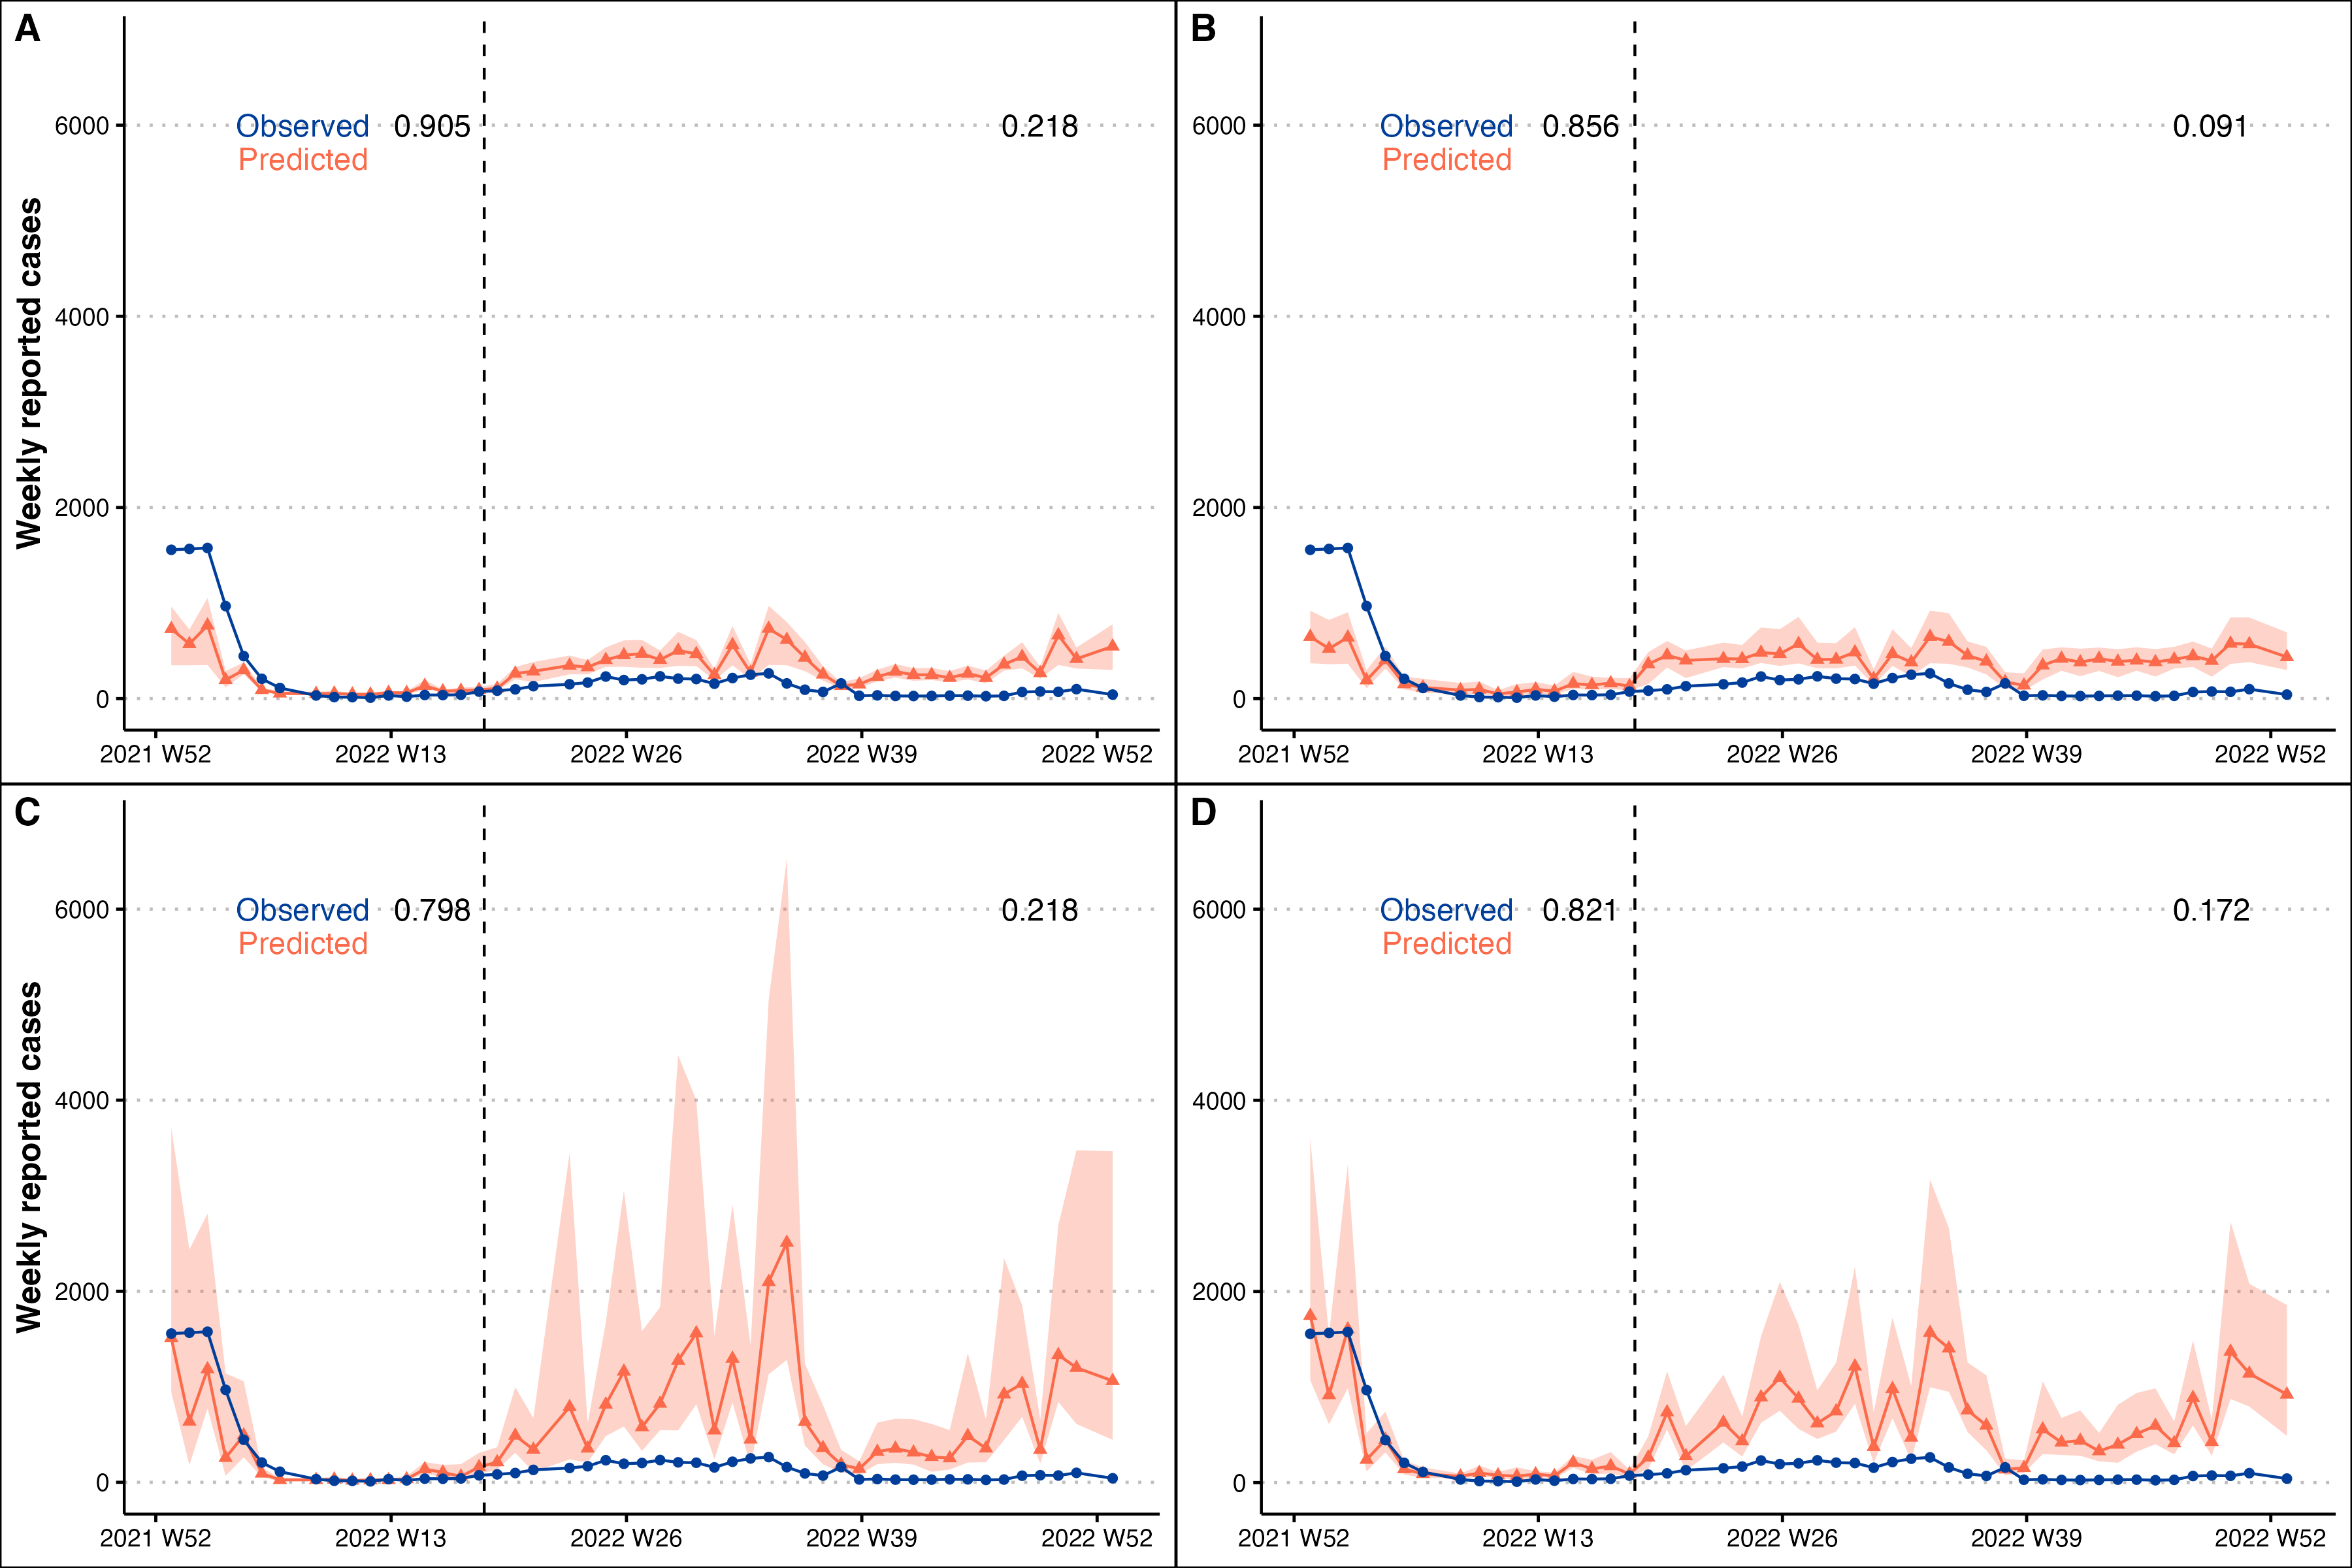 A
Weekly reported cases
6000
4000
2000
0
Observed 0.905
Predicted
0.218
2021 W52
2022 W13
2022 W26
2022 W39
2022 W52
B
6000
4000
2000
0
Observed 0.856
Predicted
0.091
2021 W52
2022 W13
2022 W26
2022 W39
2022 W52
C
Weekly reported cases
6000
4000
2000
0
Observed 0.798
Predicted
0.218
2021 W52
2022 W13
2022 W26
2022 W39
2022 W52
D
6000
4000
2000
0
Observed 0.821
Predicted
0.172
2021 W52
2022 W13
2022 W26
2022 W39
2022 W52